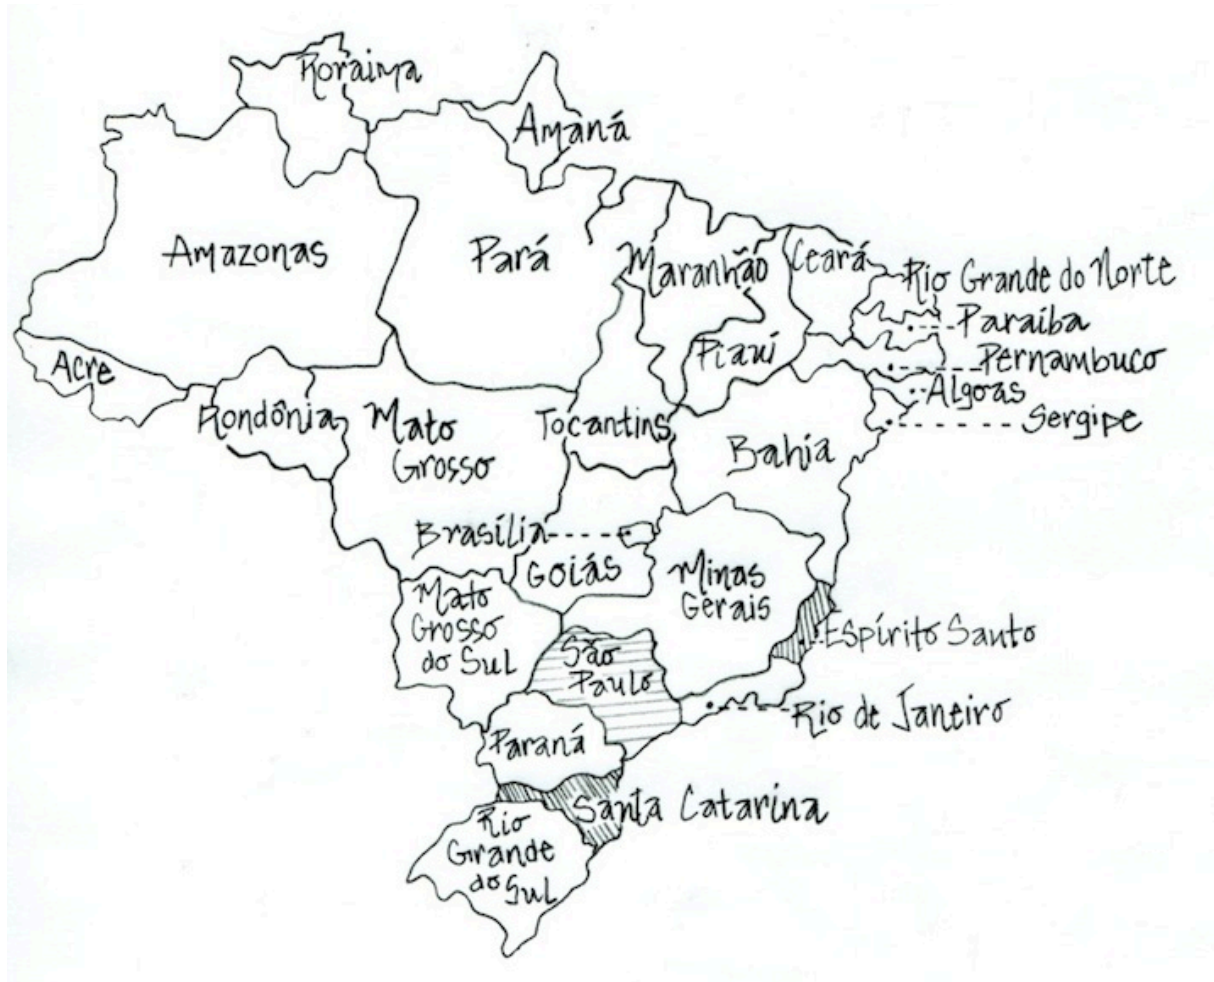 Roraima
Amaná
Amazonas
Pará
Maranhão
Ceará
Rio Grande do Norte
Paraiba
Piauí
Pernambuco
Acre
Algoas
Rondônia
Mato
Grosso
Tocantins
Sergipe
Bahia
Brasília
Goiás
Minas
Gerais
Mato
Grosso
do Sul
Espírito Santo
São
Paulo
Rio de Janeiro
Paraná
Santa Catarina
Rio
Grande
do Sul